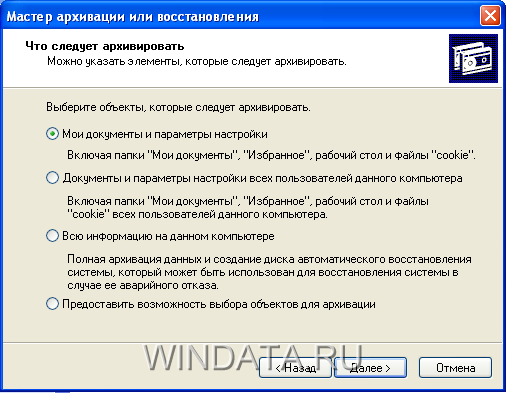 Мастер архивации или восстановления
Что следует архивировать
Можно указать элементы, которые следует архивировать.
Выберите объекты, которые следует архивировать.
Мои документы и параметры настройки
Включая папки "Мои документы", "Избранное", рабочий стол и файлы "cookie".
Документы и параметры настройки всех пользователей данного компьютера
Включая папки "Мои документы", "Избранное", рабочий стол и файлы
"cookie" всех пользователей данного компьютера.
Всю информацию на данном компьютере
Полная архивация данных и создание диска автоматического восстановления
системы, который может быть использован для восстановления системы в
случае ее аварийного отказа.
Предоставить возможность выбора объектов для архивации
WINDATA.RU
< Назад Далее > Отмена